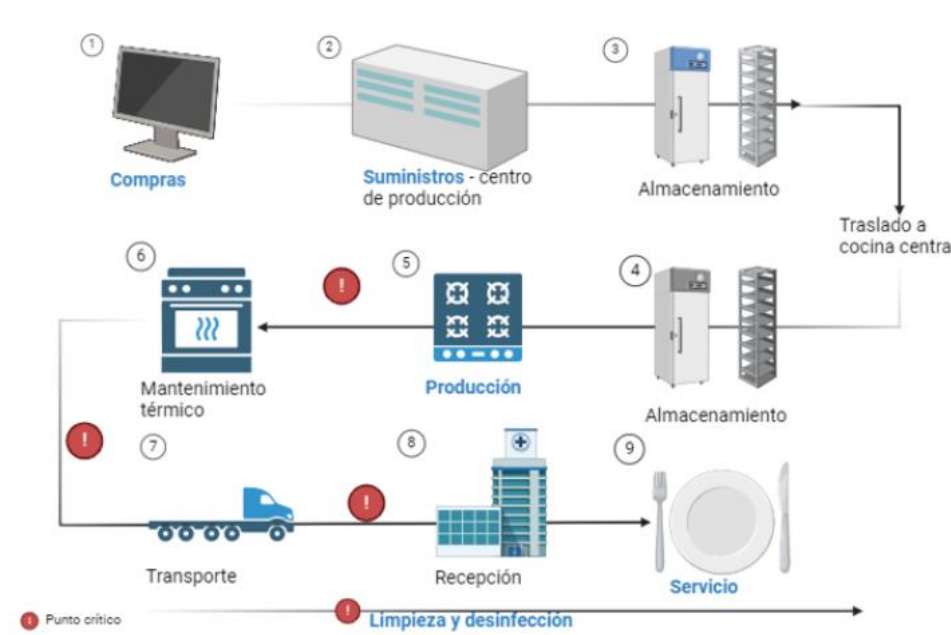 1
2
3
Compras
Suministros - centro
de producción
Almacenamiento
Traslado a
cocina centra
6
5
4
Mantenimiento
térmico
Producción
Almacenamiento
7
8
9
Transporte
Recepción
Servicio
! Punto crítico
! Limpieza y desinfección